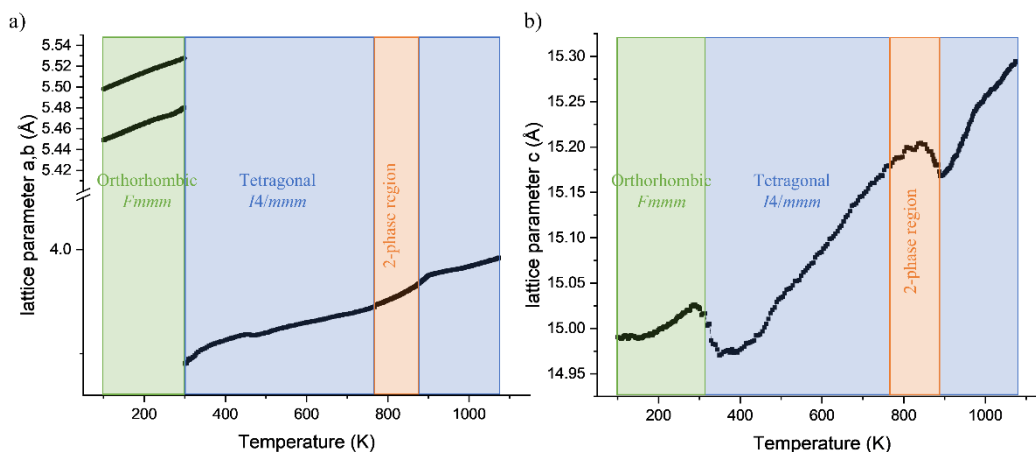 a)
lattice parameter a,b (Å)
5.54
5.50
5.48
5.46
5.44
5.42
4.0
Orthorhombic
Fmmm
Tetragonal
I4/mmm
2-phase region
200
400
600
800
1000
Temperature (K)
b)
lattice parameter c (Å)
15.30
15.25
15.20
15.15
15.10
15.05
15.00
14.95
Orthorhombic
Fmmm
Tetragonal
I4/mmm
2-phase region
200
400
600
800
1000
Temperature (K)